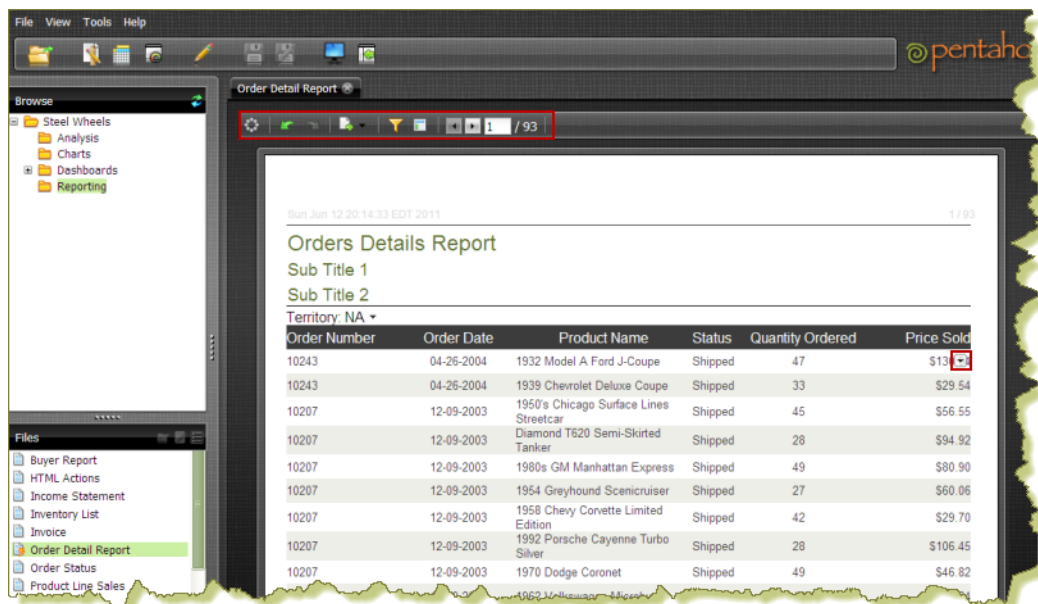 File View Tools Help
pentaho
Order Detail Report
Browse
Steel Wheels
Analysis
Charts
Dashboards
Reporting
1 / 93
Sun Jun 12 20:14:33 EDT 2011 1 / 93
Orders Details Report
Sub Title 1
Sub Title 2
Territory: NA
Order Number Order Date Product Name Status Quantity Ordered Price Sold
10243 04-26-2004 1932 Model A Ford J-Coupe Shipped 47
10243 04-26-2004 1939 Chevrolet Deluxe Coupe Shipped 33 $29.54
10207 12-09-2003 1950's Chicago Surface Lines Shipped 45 $56.55
Streetcar
10207 12-09-2003 Diamond T620 Semi-Skirted Shipped 28 $94.92
Tanker
10207 12-09-2003 1980s GM Manhattan Express Shipped 49 $80.90
10207 12-09-2003 1954 Greyhound Scenicruiser Shipped 27 $60.06
10207 12-09-2003 1958 Chevy Corvette Limited Shipped 42 $29.70
Edition
10207 12-09-2003 1992 Porsche Cayenne Turbo Shipped 28 $106.45
Silver
10207 12-09-2003 1970 Dodge Coronet Shipped 49 $46.82
Files
Buyer Report
HTML Actions
Income Statement
Inventory List
Invoice
Order Detail Report
Order Status
Product Line Sales